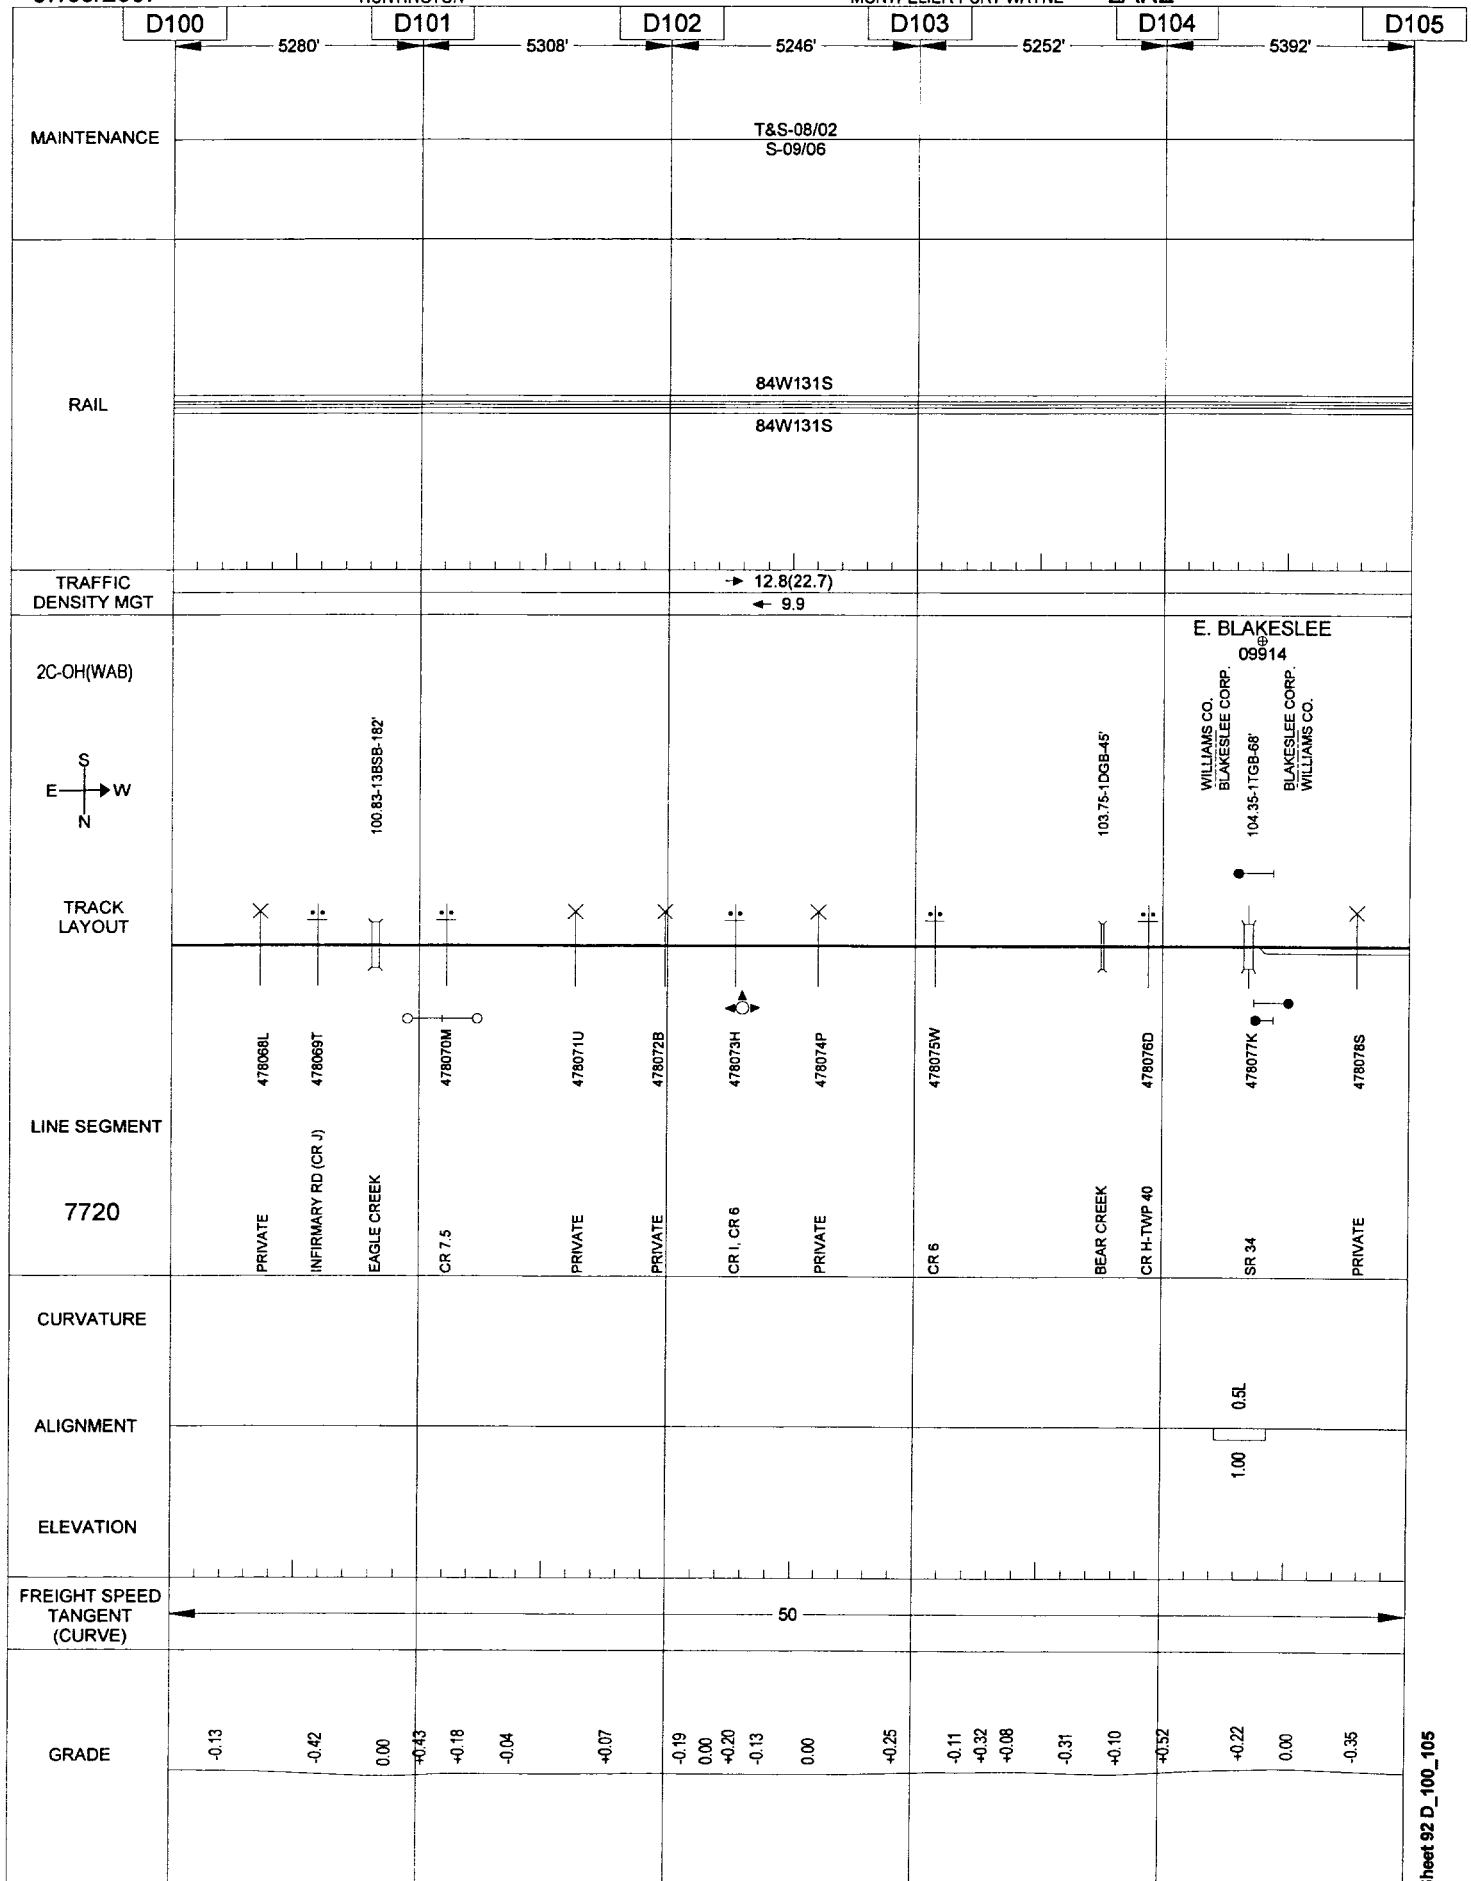 D100 D101 D102 D103 D104 D105
5280' 5308' 5246' 5252' 5392'
MAINTENANCE
T&S-08/02
S-09/06
RAIL
84W131S
84W131S
TRAFFIC
DENSITY MGT
12.8(22.7)
9.9
2C-OH(WAB)
E. BLAKESLEE
09914
S
E W
N
100.83-13BSB-182'
103.75-1DGB-45'
WILLIAMS CO.
BLAKESLEE CORP.
104.35-1TGB-68'
BLAKESLEE CORP.
WILLIAMS CO.
TRACK
LAYOUT
478068L
478069T
478070M
478071U
478072B
478073H
478074P
478075W
478076D
478077K
478078S
LINE SEGMENT
7720
PRIVATE
INFIRMARY RD (CR J)
EAGLE CREEK
CR 7.5
PRIVATE
PRIVATE
CR I, CR 6
PRIVATE
CR 6
BEAR CREEK
CR H-TWP 40
SR 34
PRIVATE
CURVATURE
0.5L
ALIGNMENT
1.00
ELEVATION
FREIGHT SPEED
TANGENT
(CURVE)
50
GRADE
-0.13
-0.42
0.00
+0.43
+0.18
-0.04
+0.07
-0.19
0.00
+0.20
-0.13
0.00
+0.25
-0.11
+0.32
+0.08
-0.31
+0.10
+0.52
+0.22
0.00
-0.35
heet 92 D_100_105